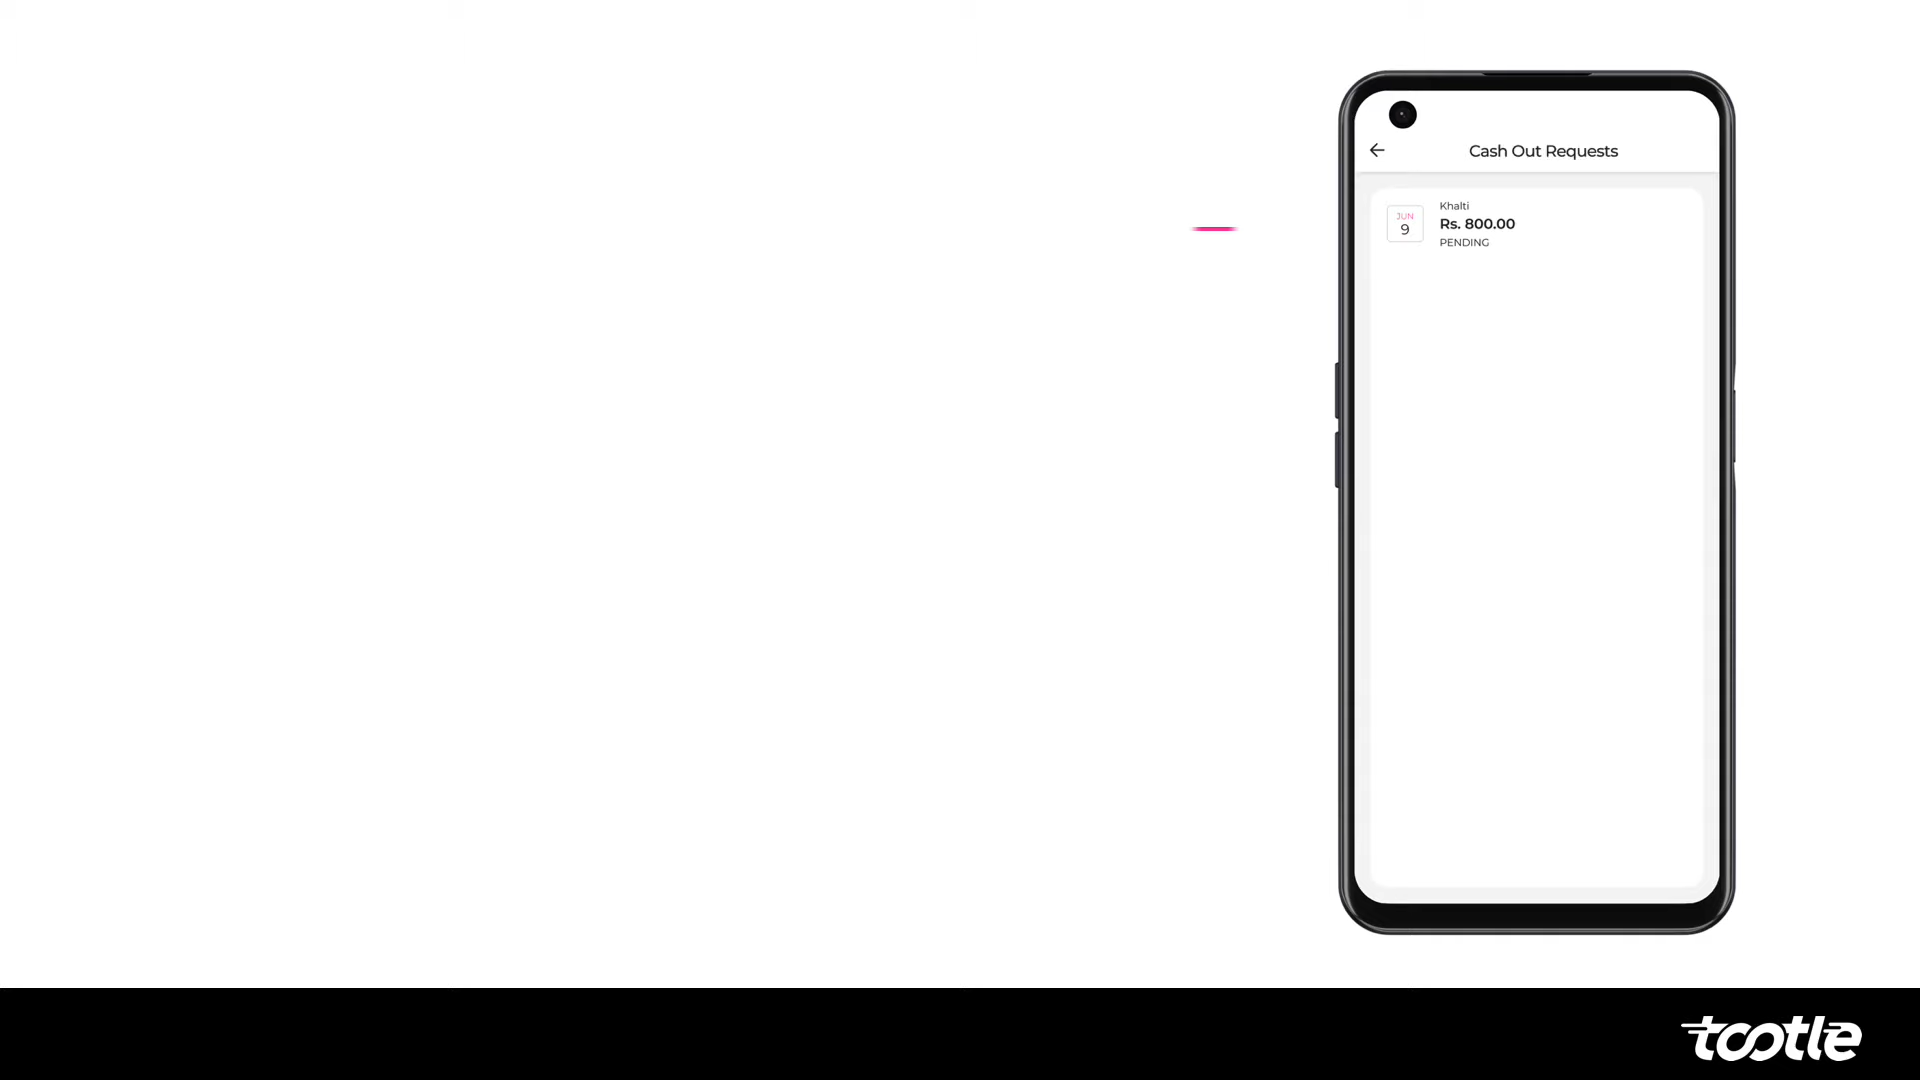 Cash Out Requests
JUN
9
Khalti
Rs. 800.00
PENDING
tootle